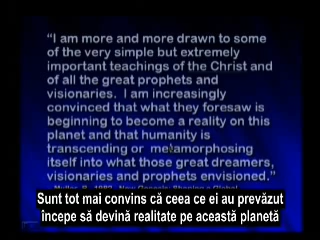 “I am more and more drawn to some
of the very simple but extremely
important teachings of the Christ and
of all the great prophets and
visionaries.  I am increasingly
convinced that what they foresaw is
beginning to become a reality on this
planet and that humanity is
transcending or metamorphosing
itself into what those great dreamers,
visionaries and prophets envisioned.”
Sunt tot mai convins că ceea ce ei au prevăzut
începe să devină realitate pe această planetă